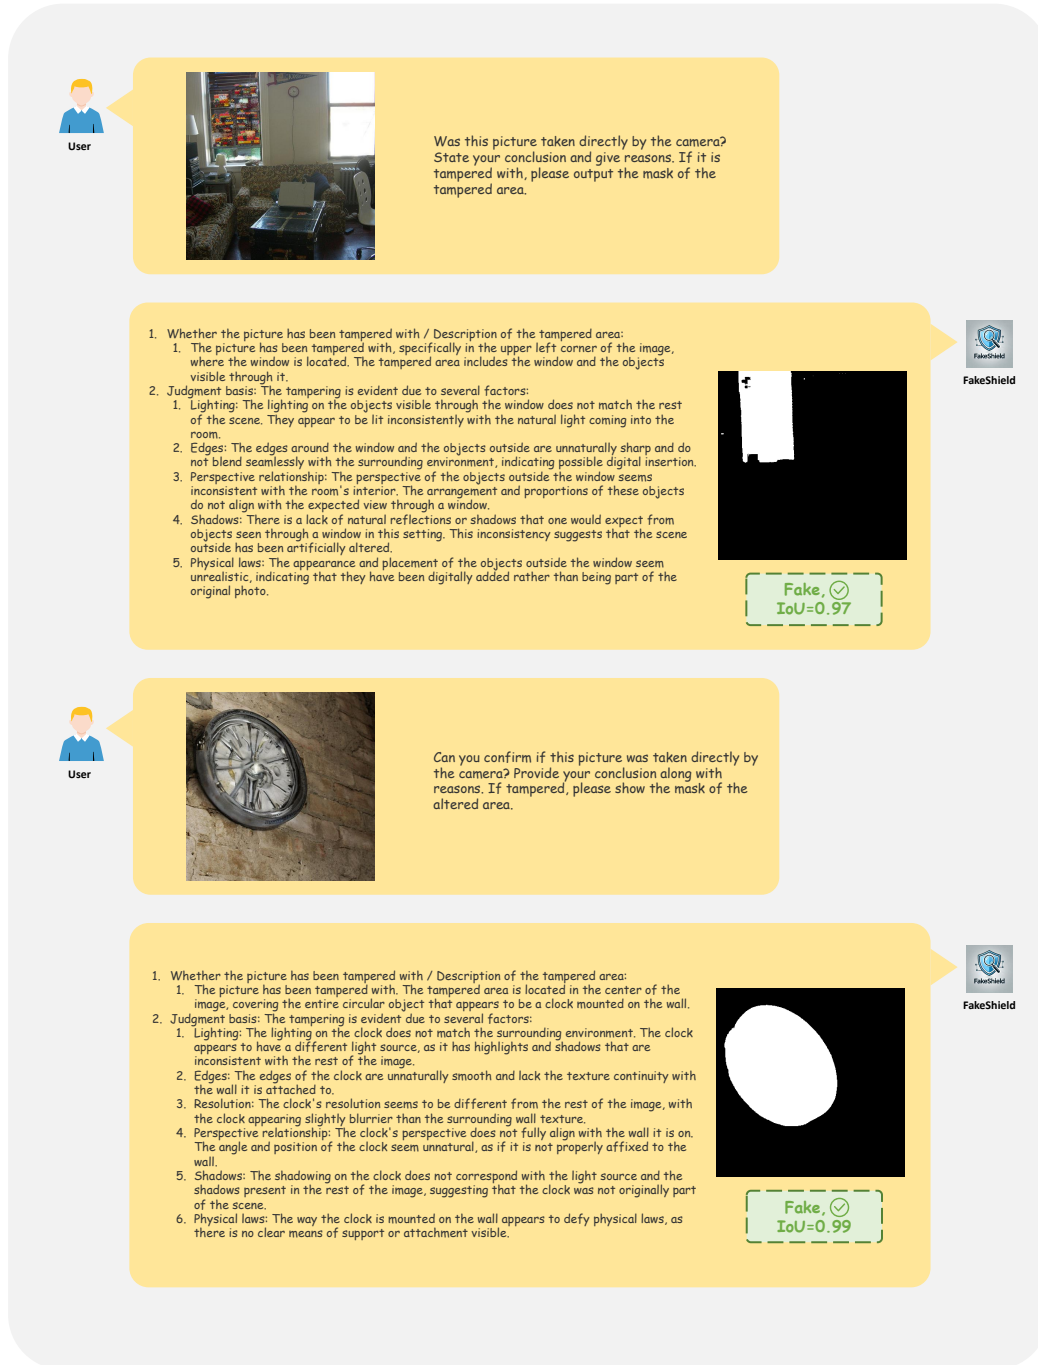 Was this picture taken directly by the camera?
State your conclusion and give reasons. If it is
tampered with, please output the mask of the
tampered area.
User
1. Whether the picture has been tampered with / Description of the tampered area:
1. The picture has been tampered with, specifically in the upper left corner of the image,
where the window is located. The tampered area includes the window and the objects
visible through it.
2. Judgment basis: The tampering is evident due to several factors:
1. Lighting: The lighting on the objects visible through the window does not match the rest
of the scene. They appear to be lit inconsistently with the natural light coming into the
room.
2. Edges: The edges around the window and the objects outside are unnaturally sharp and do
not blend seamlessly with the surrounding environment, indicating possible digital insertion.
3. Perspective relationship: The perspective of the objects outside the window seems
inconsistent with the room's interior. The arrangement and proportions of these objects
do not align with the expected view through a window.
4. Shadows: There is a lack of natural reflections or shadows that one would expect from
objects seen through a window in this setting. This inconsistency suggests that the scene
outside has been artificially altered.
5. Physical laws: The appearance and placement of the objects outside the window seem
unrealistic, indicating that they have been digitally added rather than being part of the
original photo.
FakeShield
FakeShield
Fake,
IoU=0.97
User
Can you confirm if this picture was taken directly by
the camera? Provide your conclusion along with
reasons. If tampered, please show the mask of the
altered area.
1. Whether the picture has been tampered with / Description of the tampered area:
1. The picture has been tampered with. The tampered area is located in the center of the
image, covering the entire circular object that appears to be a clock mounted on the wall.
2. Judgment basis: The tampering is evident due to several factors:
1. Lighting: The lighting on the clock does not match the surrounding environment. The clock
appears to have a different light source, as it has highlights and shadows that are
inconsistent with the rest of the image.
2. Edges: The edges of the clock are unnaturally smooth and lack the texture continuity with
the wall it is attached to.
3. Resolution: The clock's resolution seems to be different from the rest of the image, with
the clock appearing slightly blurrier than the surrounding wall texture.
4. Perspective relationship: The clock's perspective does not fully align with the wall it is on.
The angle and position of the clock seem unnatural, as if it is not properly affixed to the
wall.
5. Shadows: The shadowing on the clock does not correspond with the light source and the
shadows present in the rest of the image, suggesting that the clock was not originally part
of the scene.
6. Physical laws: The way the clock is mounted on the wall appears to defy physical laws, as
there is no clear means of support or attachment visible.
FakeShield
FakeShield
Fake,
IoU=0.99